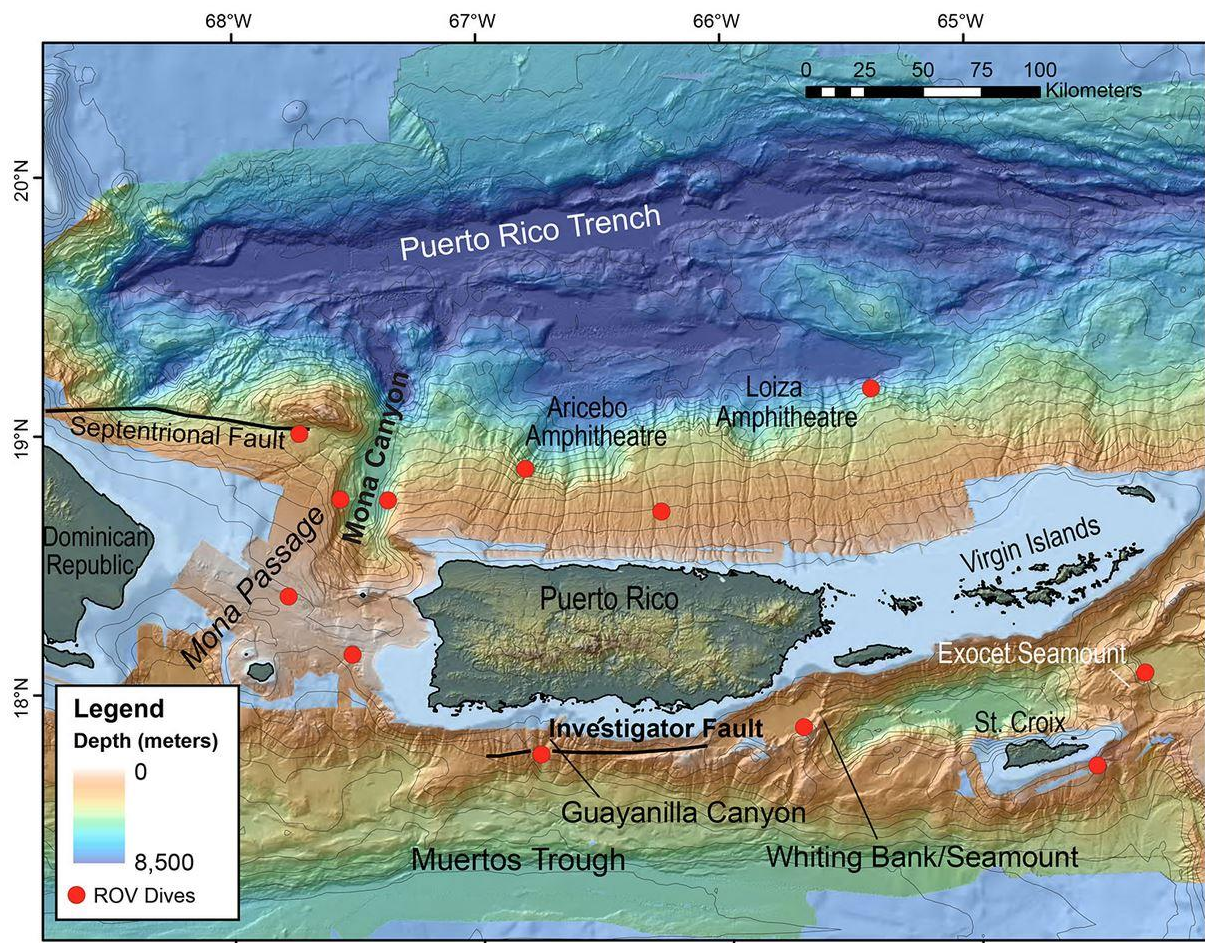 68°W
67°W
66°W
65°W
0 25 50 75 100
Kilometers
20°N
Puerto Rico Trench
Loiza
Amphitheatre
Aricebo
Amphitheatre
Mona Canyon
19°N
Septentrional Fault
Mona Passage
Dominican
Republic
Virgin Islands
Puerto Rico
Exocet Seamount
18°N
St. Croix
Investigator Fault
Guayanilla Canyon
Muertos Trough
Whiting Bank/Seamount
Legend
Depth (meters)
0
8,500
ROV Dives